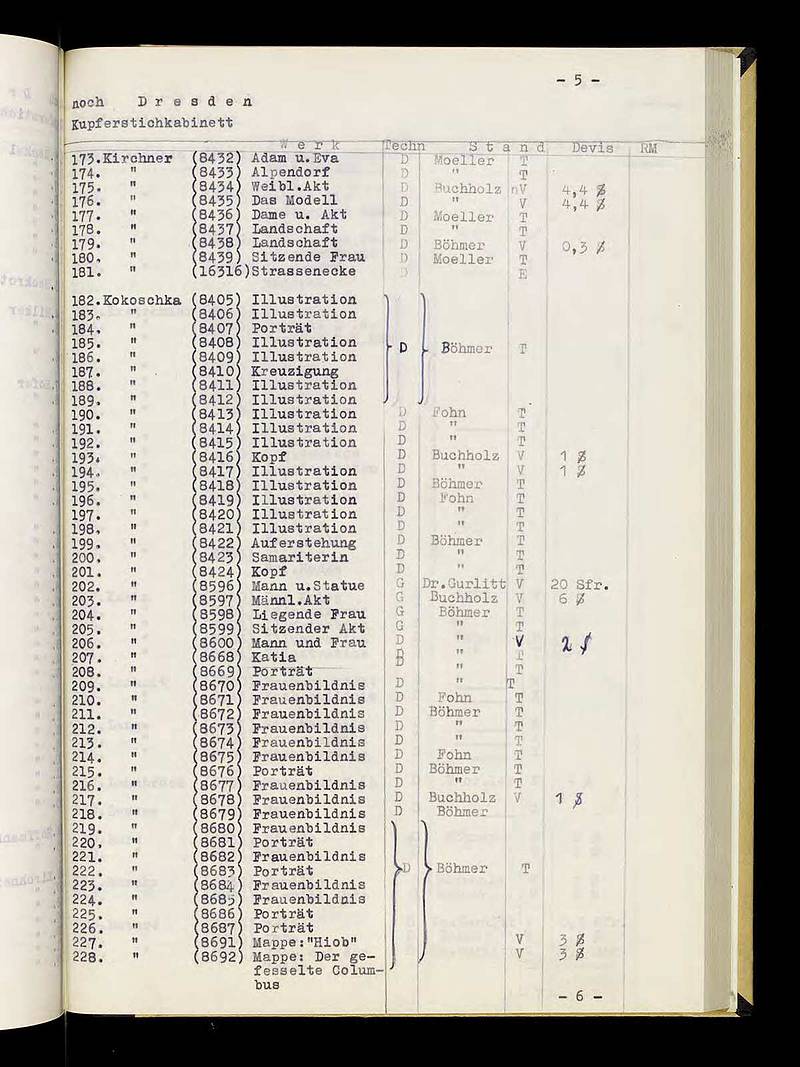 - 5 -
noch D r e s d e n
Kupferstichkabinett
W e r k Techn S t a n d Devis RM
173.Kirchner (8432) Adam u.Eva D Moeller T
174. " (8433) Alpendorf D " T
175. " (8434) Weibl.Akt D Buchholz nV 4,4 $
176. " (8435) Das Modell D " V 4,4 $
177. " (8436) Dame u. Akt D Moeller T
178. " (8437) Landschaft D " T
179. " (8438) Landschaft D Böhmer V 0,3 $
180. " (8439) Sitzende Frau D Moeller T
181. " (16316)Strassenecke D E
182.Kokoschka (8405) Illustration
183. " (8406) Illustration
184. " (8407) Porträt
185. " (8408) Illustration D Böhmer T
186. " (8409) Illustration
187. " (8410) Kreuzigung
188. " (8411) Illustration
189. " (8412) Illustration
190. " (8413) Illustration D Fohn T
191. " (8414) Illustration D " T
192. " (8415) Illustration D " T
193. " (8416) Kopf D Buchholz V 1 $
194. " (8417) Illustration D " V 1 $
195. " (8418) Illustration D Böhmer T
196. " (8419) Illustration D Fohn T
197. " (8420) Illustration D " T
198. " (8421) Illustration D " T
199. " (8422) Auferstehung D Böhmer T
200. " (8423) Samariterin D " T
201. " (8424) Kopf D " T
202. " (8596) Mann u.Statue G Dr.Gurlitt V 20 Sfr.
203. " (8597) Männl.Akt G Buchholz V 6 $
204. " (8598) Liegende Frau G Böhmer T
205. " (8599) Sitzender Akt G " T
206. " (8600) Mann und Frau D " V 2 $
207. " (8668) Katia D " T
208. " (8669) Porträt D " T
209. " (8670) Frauenbildnis D " T
210. " (8671) Frauenbildnis D Fohn T
211. " (8672) Frauenbildnis D Böhmer T
212. " (8673) Frauenbildnis D " T
213. " (8674) Frauenbildnis D " T
214. " (8675) Frauenbildnis D Fohn T
215. " (8676) Porträt D Böhmer T
216. " (8677) Frauenbildnis D " T
217. " (8678) Frauenbildnis D Buchholz V 1 $
218. " (8679) Frauenbildnis D Böhmer
219. " (8680) Frauenbildnis
220. " (8681) Porträt
221. " (8682) Frauenbildnis
222. " (8683) Porträt D Böhmer T
223. " (8684) Frauenbildnis
224. " (8685) Frauenbildnis
225. " (8686) Porträt
226. " (8687) Porträt
227. " (8691) Mappe:"Hiob" V 3 $
228. " (8692) Mappe: Der ge- V 3 $
fesselte Colum-
bus
- 6 -